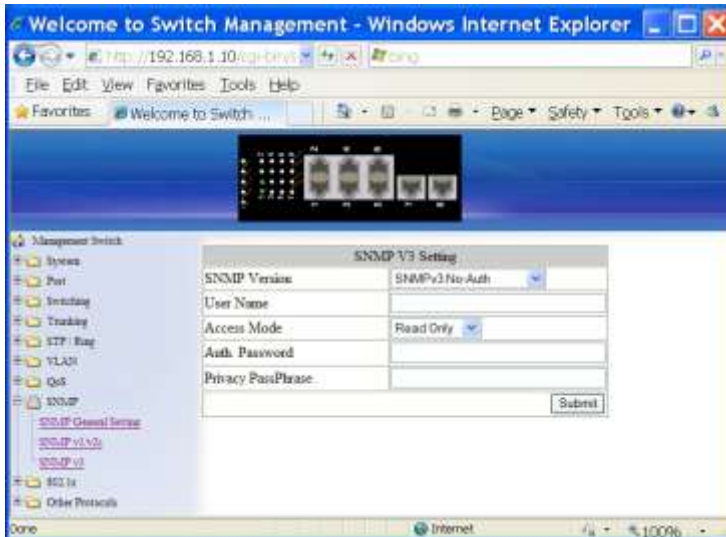 Welcome to Switch Management - Windows Internet Explorer
http://192.168.1.10/cgi-bin/
bing
File Edit View Favorites Tools Help
Favorites Welcome to Switch ... Page Safety Tools
Management Switch
System
Port
Switching
Trunking
STP / Ring
VLAN
QoS
SNMP
SNMP General Setting
SNMP v1/v2c
SNMP v3
802.1x
Other Protocols
SNMP V3 Setting
SNMP Version SNMPv3 No-Auth
User Name
Access Mode Read Only
Auth. Password
Privacy PassPhrase
Submit
Done Internet 100%